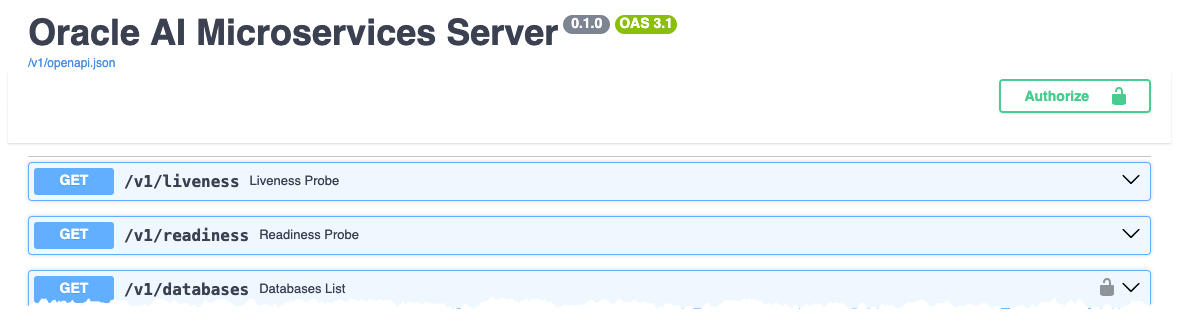 Oracle AI Microservices Server 0.1.0 OAS 3.1
/v1/openapi.json
Authorize
GET /v1/liveness Liveness Probe
GET /v1/readiness Readiness Probe
GET /v1/databases Databases List